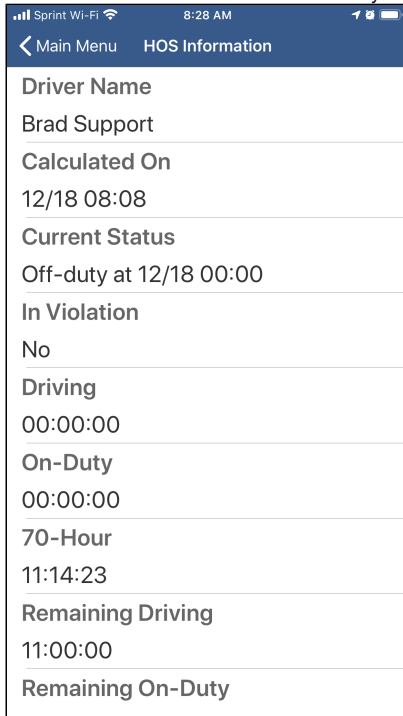 Sprint Wi-Fi 8:28 AM
Main Menu HOS Information
Driver Name
Brad Support
Calculated On
12/18 08:08
Current Status
Off-duty at 12/18 00:00
In Violation
No
Driving
00:00:00
On-Duty
00:00:00
70-Hour
11:14:23
Remaining Driving
11:00:00
Remaining On-Duty